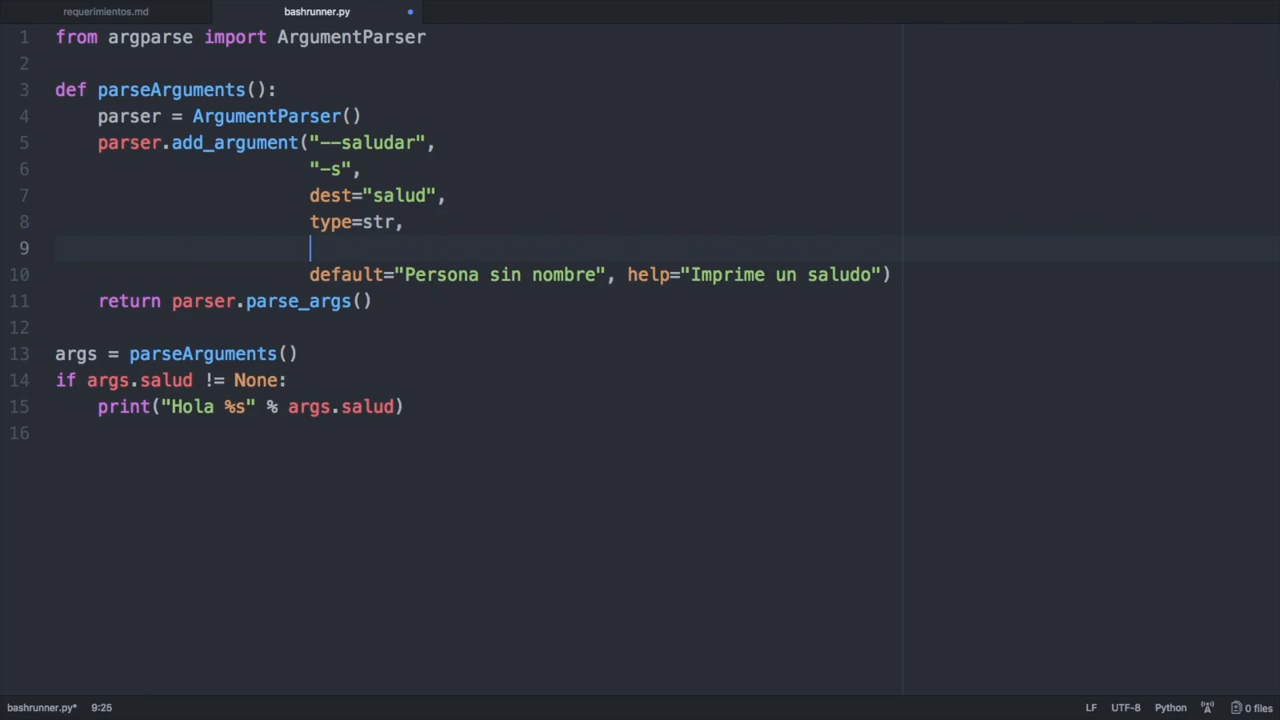 requerimientos.md bashrunner.py
1 from argparse import ArgumentParser
2
3 def parseArguments():
4 parser = ArgumentParser()
5 parser.add_argument("--saludar",
6 "-s",
7 dest="salud",
8 type=str,
9
10 default="Persona sin nombre", help="Imprime un saludo")
11 return parser.parse_args()
12
13 args = parseArguments()
14 if args.salud != None:
15 print("Hola %s" % args.salud)
16
bashrunner.py* 9:25 LF UTF-8 Python 0 files